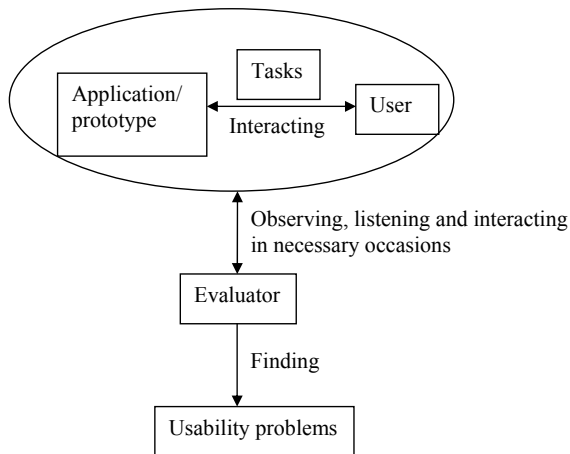 Tasks
Application/
prototype
User
Interacting
Observing, listening and interacting
in necessary occasions
Evaluator
Finding
Usability problems